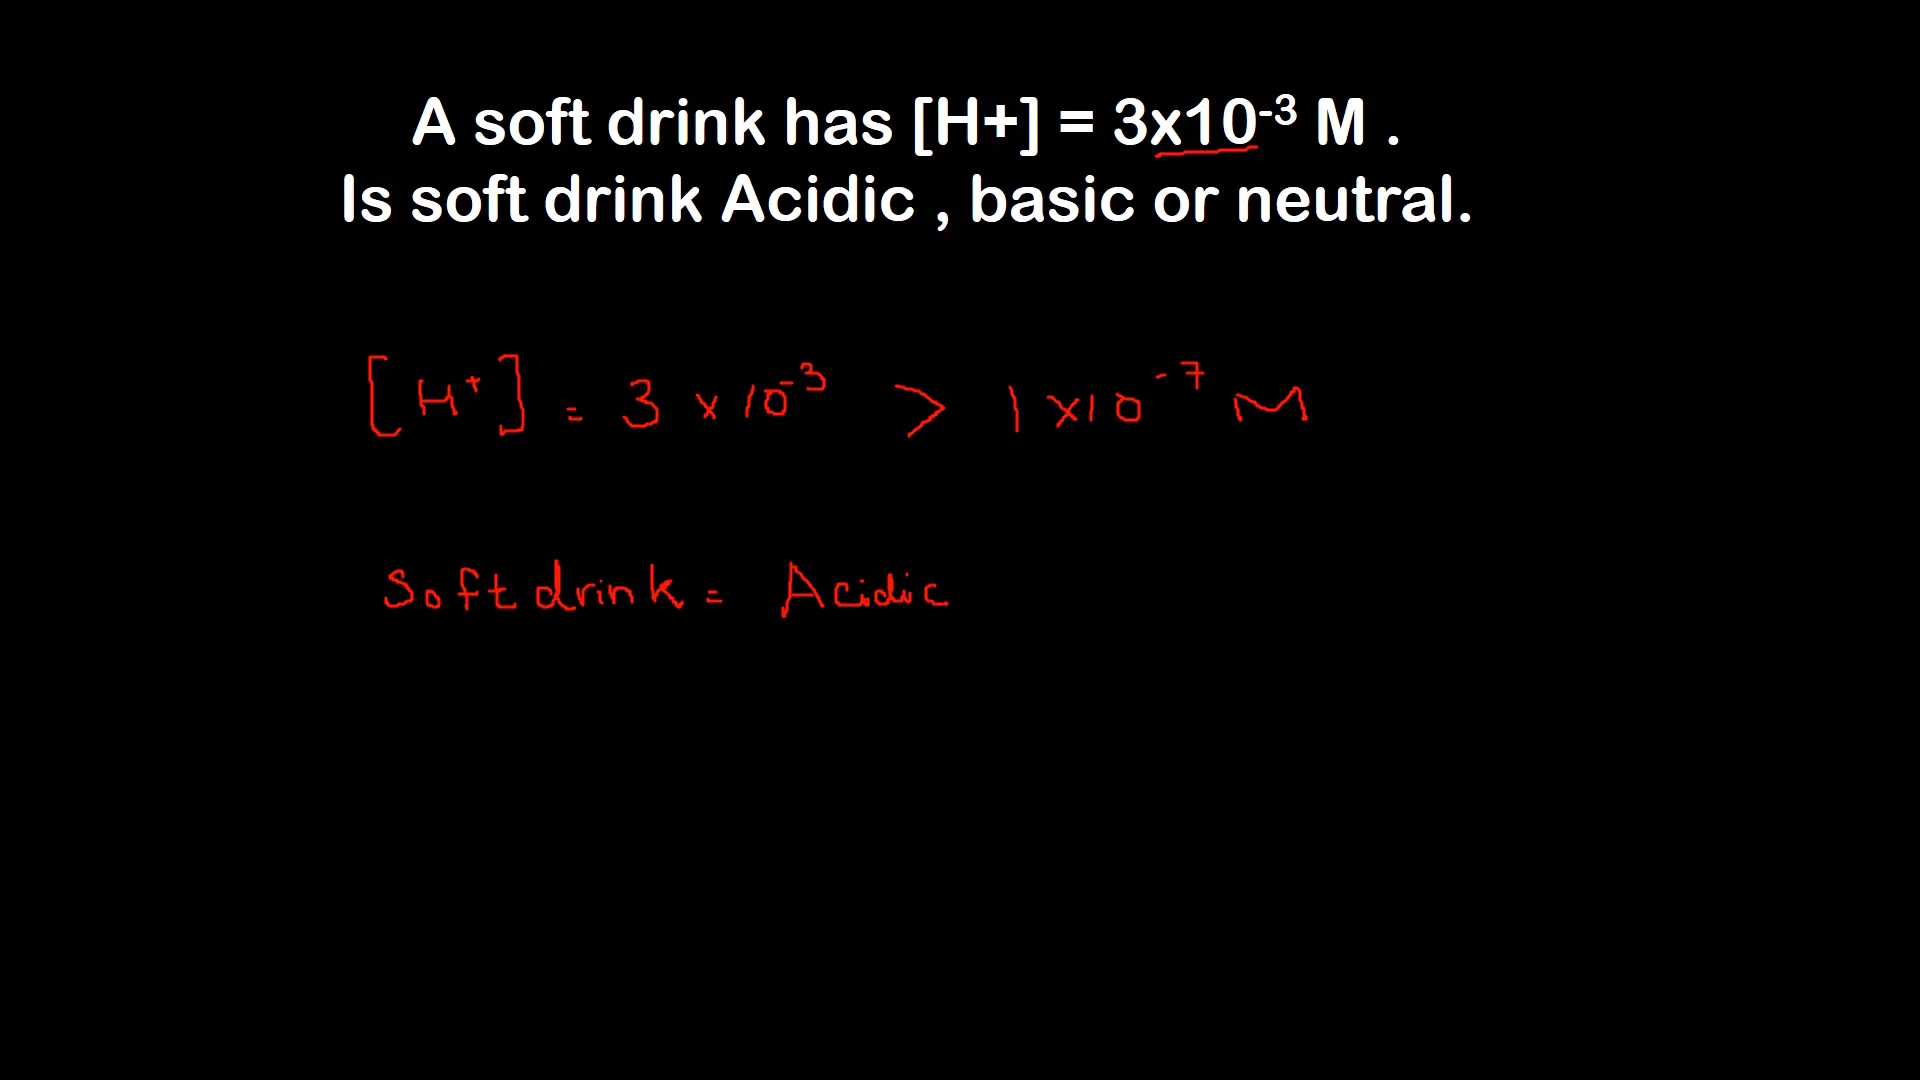 A soft drink has [H+] = 3x10⁻³ M .
Is soft drink Acidic , basic or neutral.
[H⁺] = 3 x 10⁻³ > 1 x 10⁻⁷ M
Soft drink = Acidic